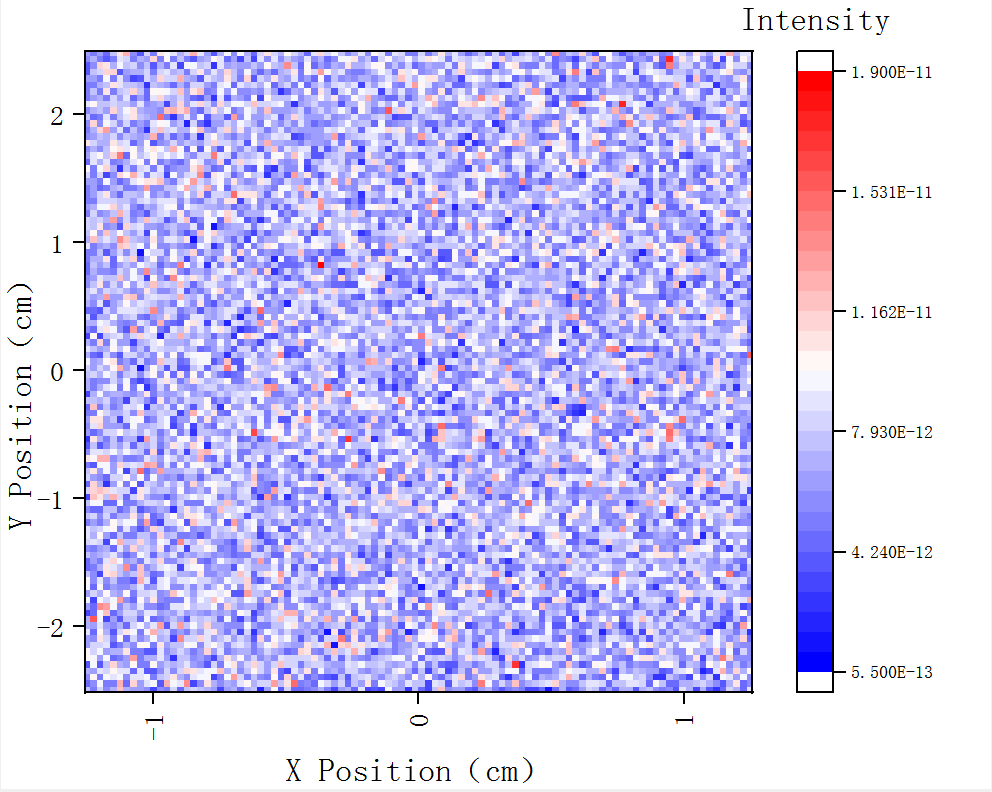 Intensity
1.900E-11
1.531E-11
1.162E-11
7.930E-12
4.240E-12
5.500E-13
2
1
0
-1
-2
Y Position (cm)
-1
0
1
X Position (cm)